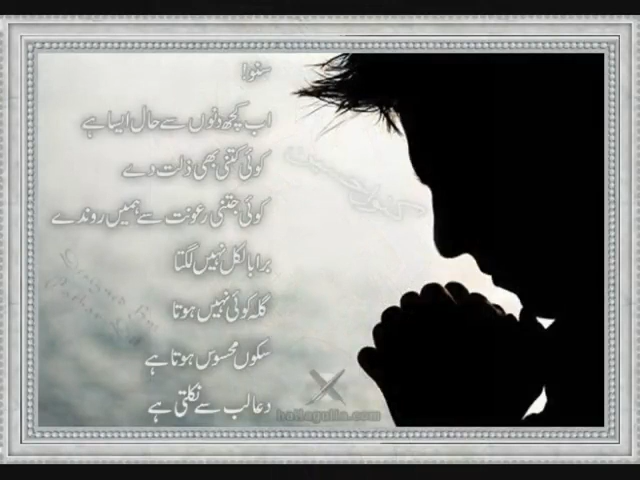 سنو!
اب کچھ دنوں سے حال ایسا ہے
کوئی کتنی بھی ذلت دے
کوئی جتنی رعونت سے ہمیں روندے
برا بالکل نہیں لگتا
گلہ کوئی نہیں ہوتا
سکوں محسوس ہوتا ہے
دعا لب سے نکلتی ہے